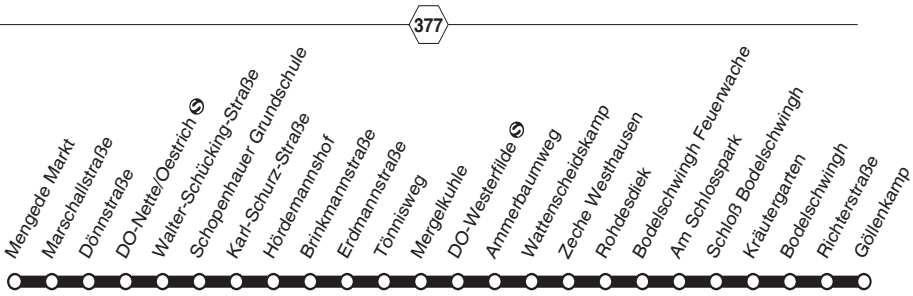 377
Mengede Markt
Marschallstraße
Dönnstraße
DO-Nette/Oestrich S
Walter-Schücking-Straße
Schopenhauer Grundschule
Karl-Schurz-Straße
Hördemannshof
Brinkmannstraße
Erdmannstraße
Tönnisweg
Mergelkuhle
DO-Westerfilde S
Ammerbaumweg
Wattenscheidskamp
Zeche Westhausen
Rohdesdiek
Bodelschwingh Feuerwache
Am Schlosspark
Schloß Bodelschwingh
Kräutergarten
Bodelschwingh
Richterstraße
Göllenkamp